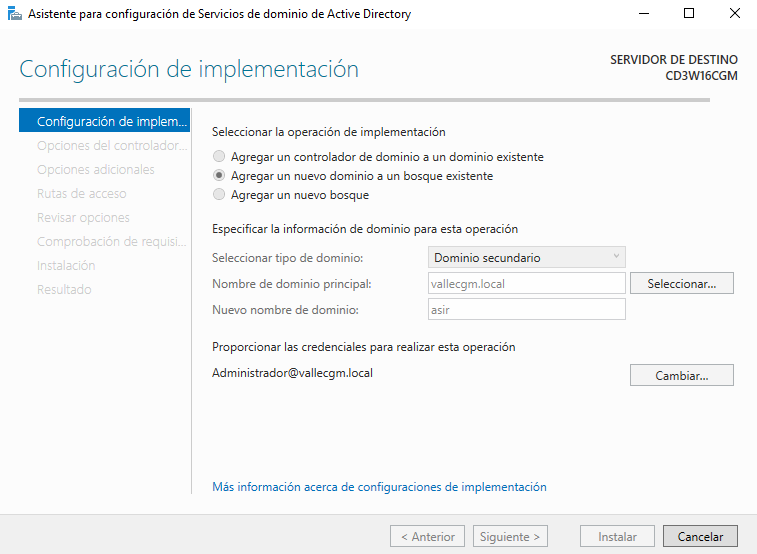 Asistente para configuración de Servicios de dominio de Active Directory
Configuración de implementación
SERVIDOR DE DESTINO
CD3W16CGM
Configuración de implem...
Opciones del controlador...
Opciones adicionales
Rutas de acceso
Revisar opciones
Comprobación de requisi...
Instalación
Resultado
Seleccionar la operación de implementación
Agregar un controlador de dominio a un dominio existente
Agregar un nuevo dominio a un bosque existente
Agregar un nuevo bosque
Especificar la información de dominio para esta operación
Seleccionar tipo de dominio: Dominio secundario
Nombre de dominio principal: vallecgm.local Seleccionar...
Nuevo nombre de dominio: asir
Proporcionar las credenciales para realizar esta operación
Administrador@vallecgm.local Cambiar...
Más información acerca de configuraciones de implementación
< Anterior Siguiente > Instalar Cancelar